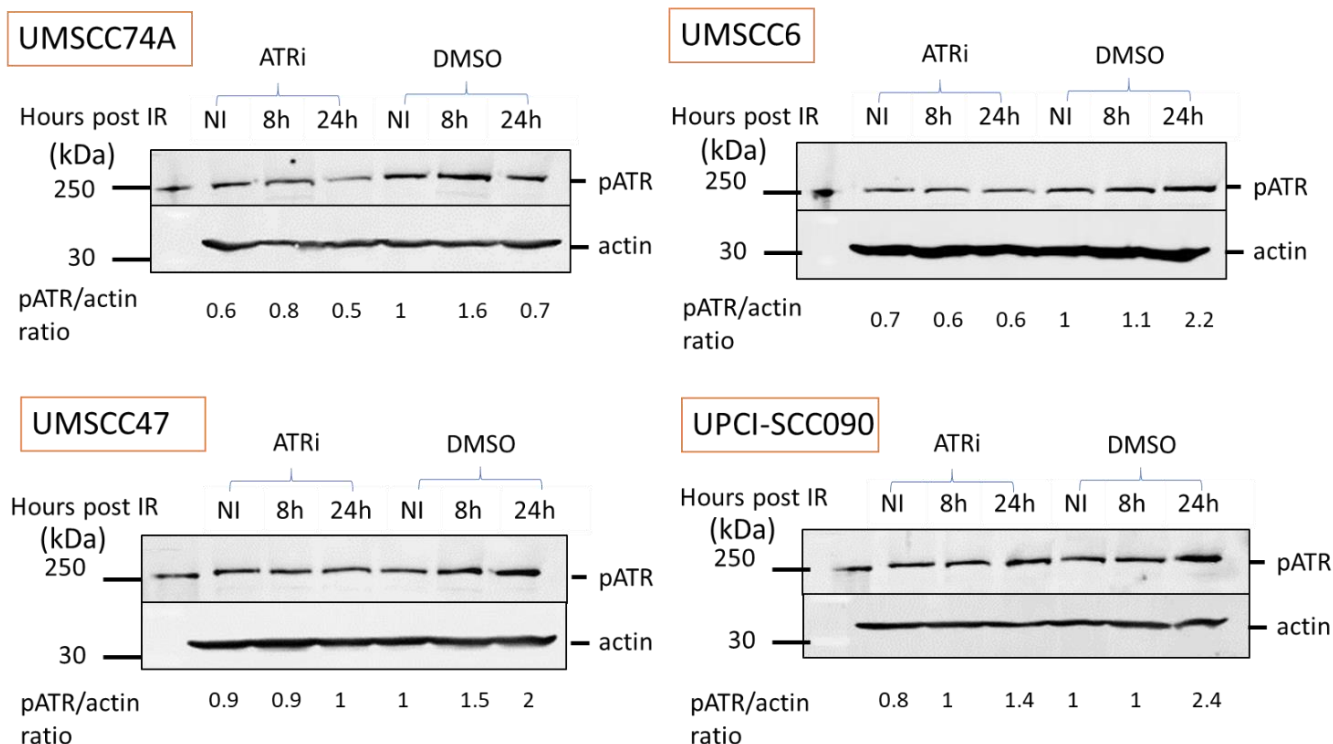 UMSCC74A
ATRi DMSO
Hours post IR NI 8h 24h NI 8h 24h
(kDa)
250 pATR
30 actin
pATR/actin 0.6 0.8 0.5 1 1.6 0.7
ratio
UMSCC6
ATRi DMSO
Hours post IR NI 8h 24h NI 8h 24h
(kDa)
250 pATR
30 actin
pATR/actin 0.7 0.6 0.6 1 1.1 2.2
ratio
UMSCC47
ATRi DMSO
Hours post IR NI 8h 24h NI 8h 24h
(kDa)
250 pATR
30 actin
pATR/actin 0.9 0.9 1 1 1.5 2
ratio
UPCI-SCC090
ATRi DMSO
Hours post IR NI 8h 24h NI 8h 24h
(kDa)
250 pATR
30 actin
pATR/actin 0.8 1 1.4 1 1 2.4
ratio